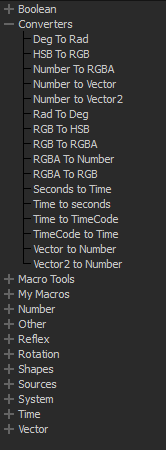 Boolean
Converters
Deg To Rad
HSB To RGB
Number To RGBA
Number to Vector
Number to Vector2
Rad To Deg
RGB To HSB
RGB To RGBA
RGBA To Number
RGBA To RGB
Seconds to Time
Time to seconds
Time to TimeCode
TimeCode to Time
Vector to Number
Vector2 to Number
Macro Tools
My Macros
Number
Other
Reflex
Rotation
Shapes
Sources
System
Time
Vector